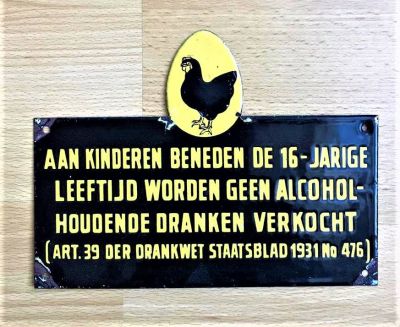 AAN KINDEREN BENEDEN DE 16-JARIGE
LEEFTIJD WORDEN GEEN ALCOHOL-
HOUDENDE DRANKEN VERKOCHT
(ART. 39 DER DRANKWET STAATSBLAD 1931 No 476)